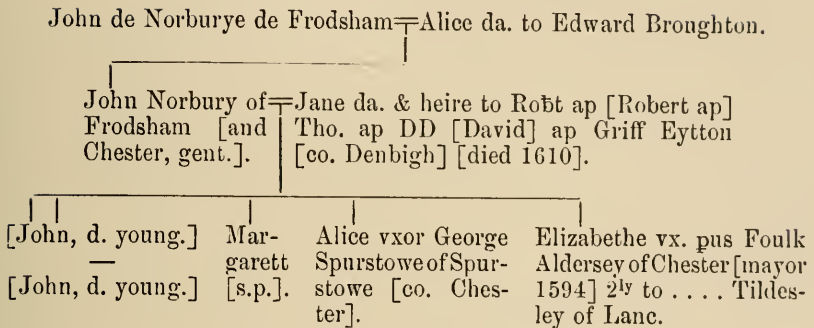 John de Norburye de Frodsham=Alice da. to Edward Broughton.
John Norbury of=Jane da. & heire to Roƀt ap [Robert ap]
Frodsham [and Tho. ap DD [David] ap Griff Eytton
Chester, gent.]. [co. Denbigh] [died 1610].
[John, d. young.]
—
[John, d. young.]
Mar-
garett
[s.p.].
Alice vxor George
Spurstowe of Spur-
stowe [co. Ches-
ter].
Elizabethe vx. pus Foulk
Aldersey of Chester [mayor
1594] 2ly to .... Tildes-
ley of Lanc.